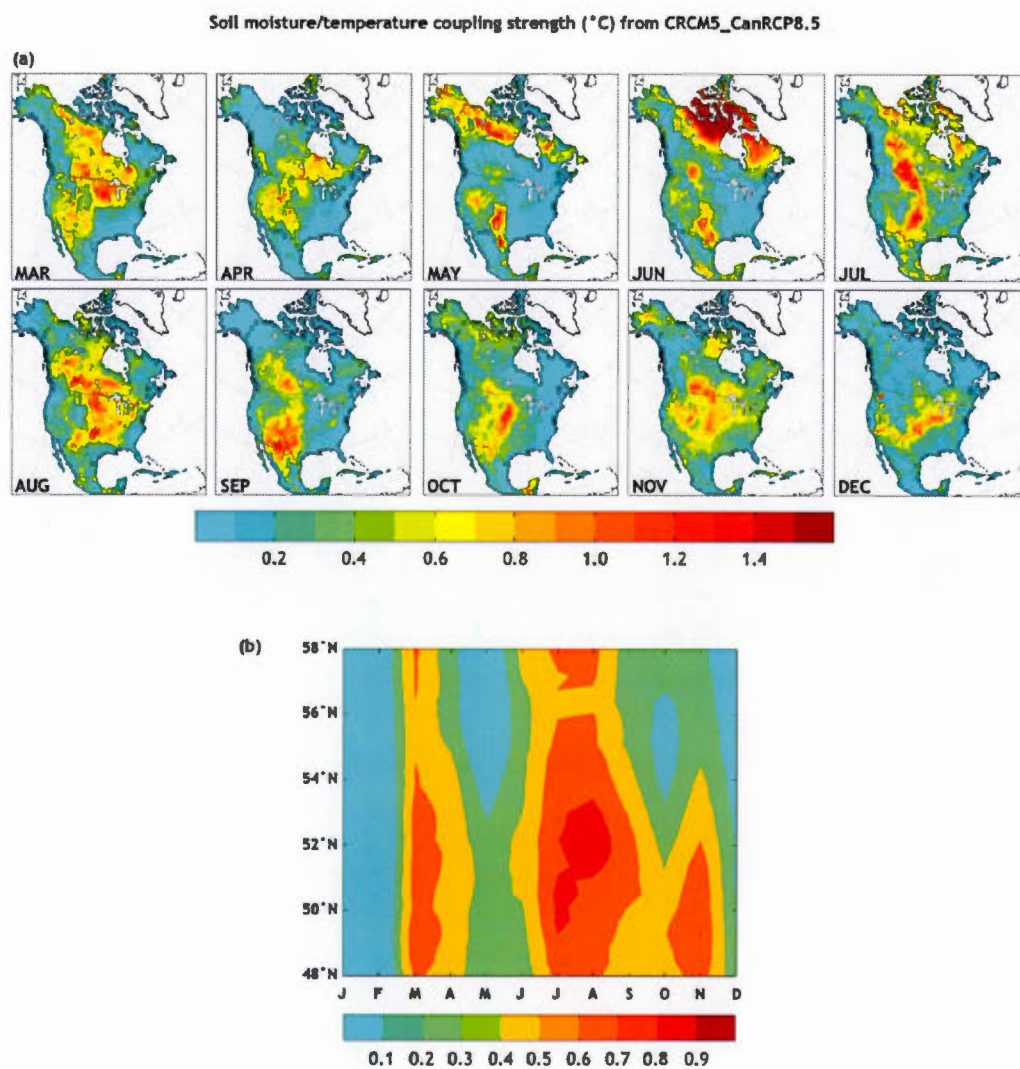 Soil moisture/temperature coupling strength (°C) from CRCM5_CanRCP8.5
(a)
MAR APR MAY JUN JUL
AUG SEP OCT NOV DEC
0.2 0.4 0.6 0.8 1.0 1.2 1.4
(b)
58°N
56°N
54°N
52°N
50°N
48°N
J F M A M J J A S O N D
0.1 0.2 0.3 0.4 0.5 0.6 0.7 0.8 0.9